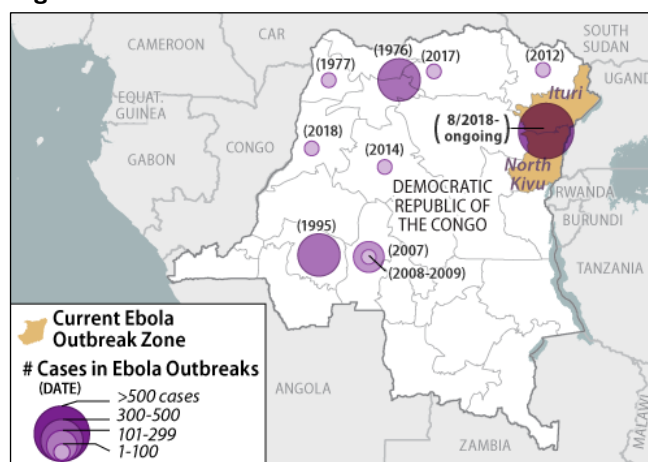 CAMEROON
CAR
SOUTH
SUDAN
(1976)
(2017)
(2012)
(1977)
UGANDA
EQUAT.
GUINEA
Ituri
(8/2018-
ongoing)
GABON
CONGO
(2018)
(2014)
North
Kivu
DEMOCRATIC
REPUBLIC OF
THE CONGO
RWANDA
BURUNDI
(1995)
(2007)
(2008-2009)
TANZANIA
Current Ebola
Outbreak Zone
# Cases in Ebola Outbreaks
(DATE)
>500 cases
300-500
101-299
1-100
ANGOLA
ZAMBIA
MALAWI